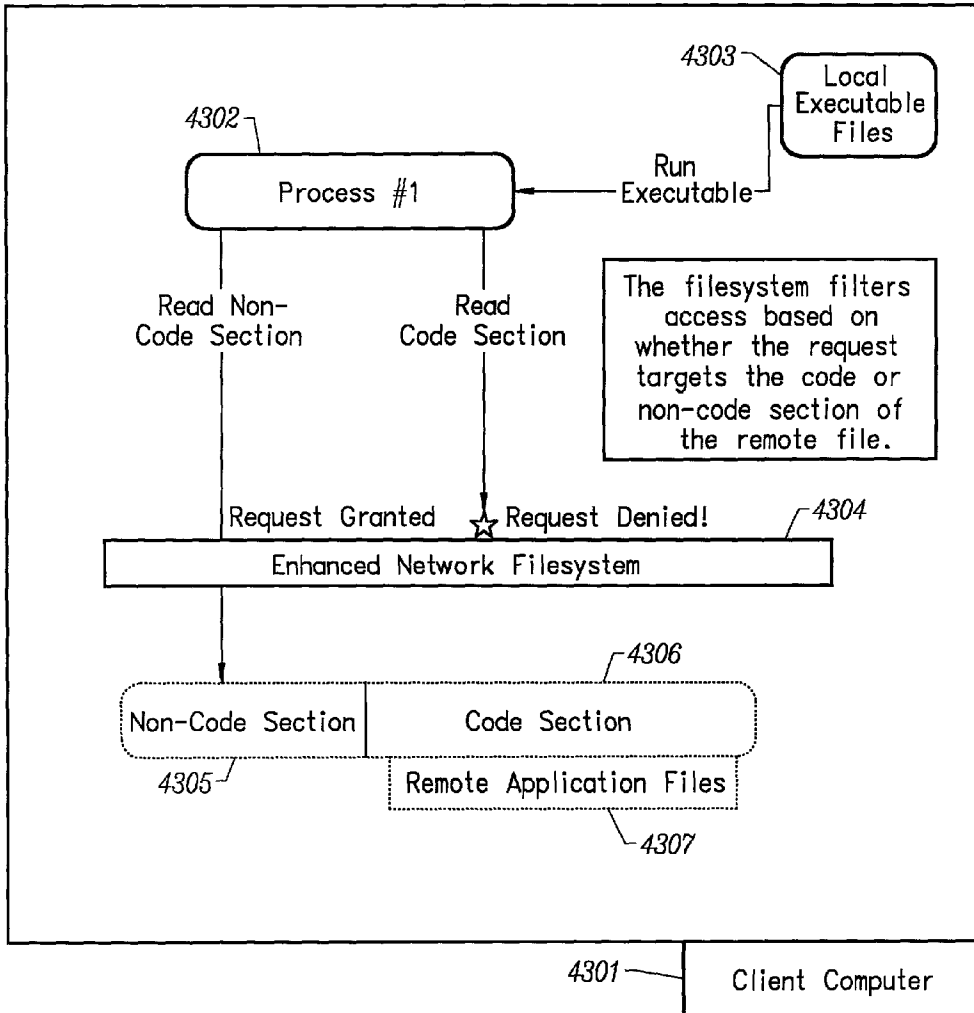 4303
Local
Executable
Files
4302
Process #1
Run
Executable
Read Non-
Code Section
Read
Code Section
The filesystem filters
access based on
whether the request
targets the code or
non-code section of
the remote file.
Request Granted
Request Denied!
4304
Enhanced Network Filesystem
4306
Non-Code Section
Code Section
4305
Remote Application Files
4307
4301
Client Computer